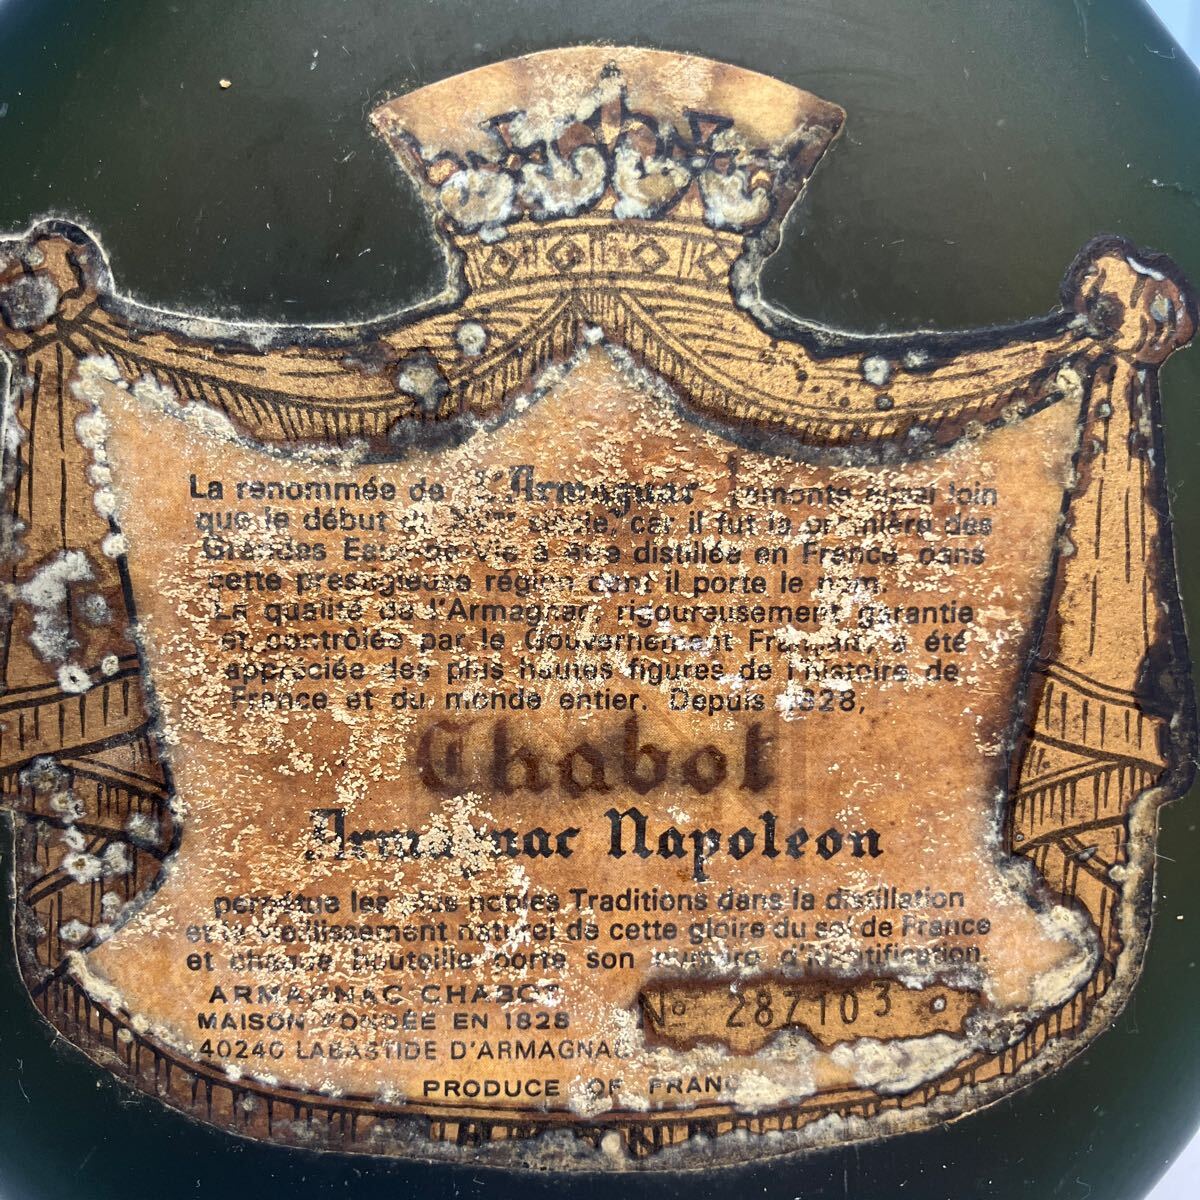 La renommée de L'Armagnac remonte aussi loin
que le début du siècle, car il fut la première des
Grandes Eaux-de-Vie à être distillée en France, dans
cette prestigieuse région dont il porte le nom.
La qualité de l'Armagnac, rigoureusement garantie
et contrôlée par le Gouvernement Français, a été
appréciée des plus hautes figures de l'histoire de
France et du monde entier. Depuis 1828,
Chabot
Armagnac Napoleon
perpétue les plus nobles Traditions dans la distillation
et le vieillissement naturel de cette gloire du sol de France
et chaque bouteille porte son numéro d'identification.
ARMAGNAC CHABOT
MAISON FONDÉE EN 1828
Nº 287103
40240 LABASTIDE D'ARMAGNAC
PRODUCE OF FRANCE